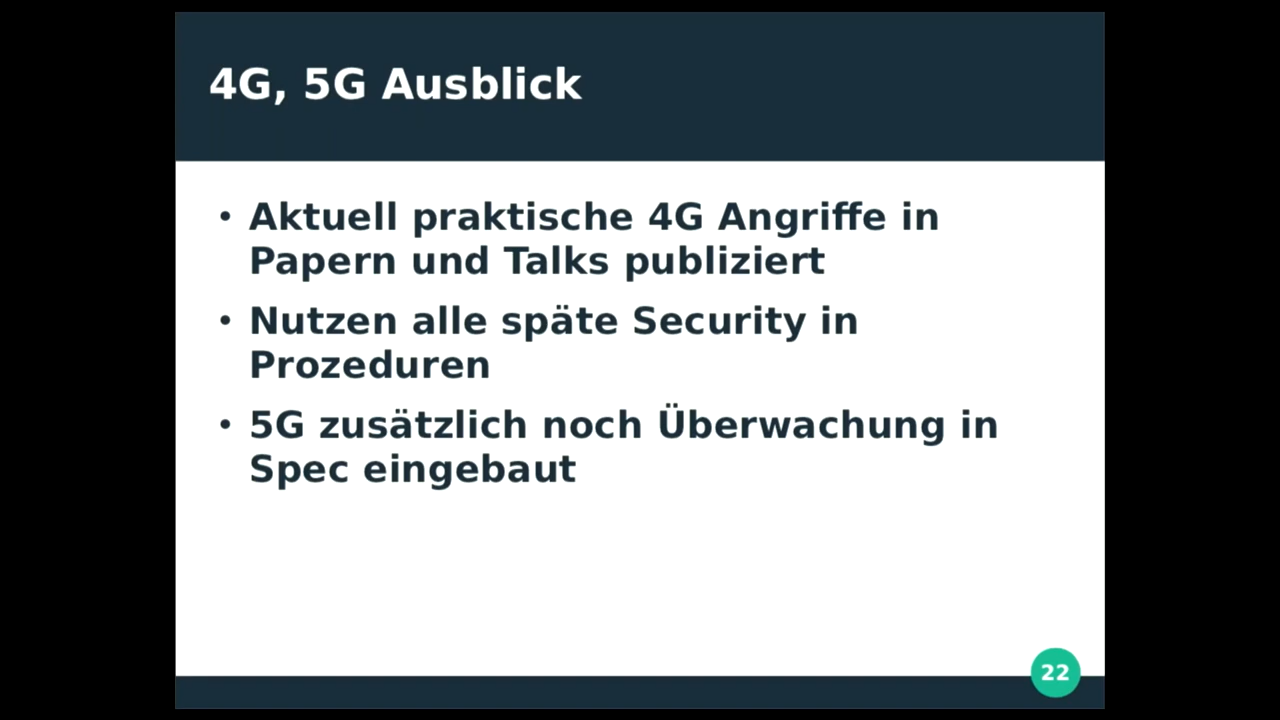 4G, 5G Ausblick
• Aktuell praktische 4G Angriffe in
Papern und Talks publiziert
• Nutzen alle späte Security in
Prozeduren
• 5G zusätzlich noch Überwachung in
Spec eingebaut
22